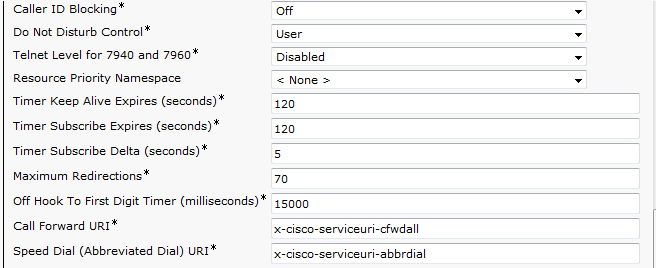 Caller ID Blocking* Off
Do Not Disturb Control* User
Telnet Level for 7940 and 7960* Disabled
Resource Priority Namespace < None >
Timer Keep Alive Expires (seconds)* 120
Timer Subscribe Expires (seconds)* 120
Timer Subscribe Delta (seconds)* 5
Maximum Redirections* 70
Off Hook To First Digit Timer (milliseconds)* 15000
Call Forward URI* x-cisco-serviceuri-cfwdall
Speed Dial (Abbreviated Dial) URI* x-cisco-serviceuri-abbrdial